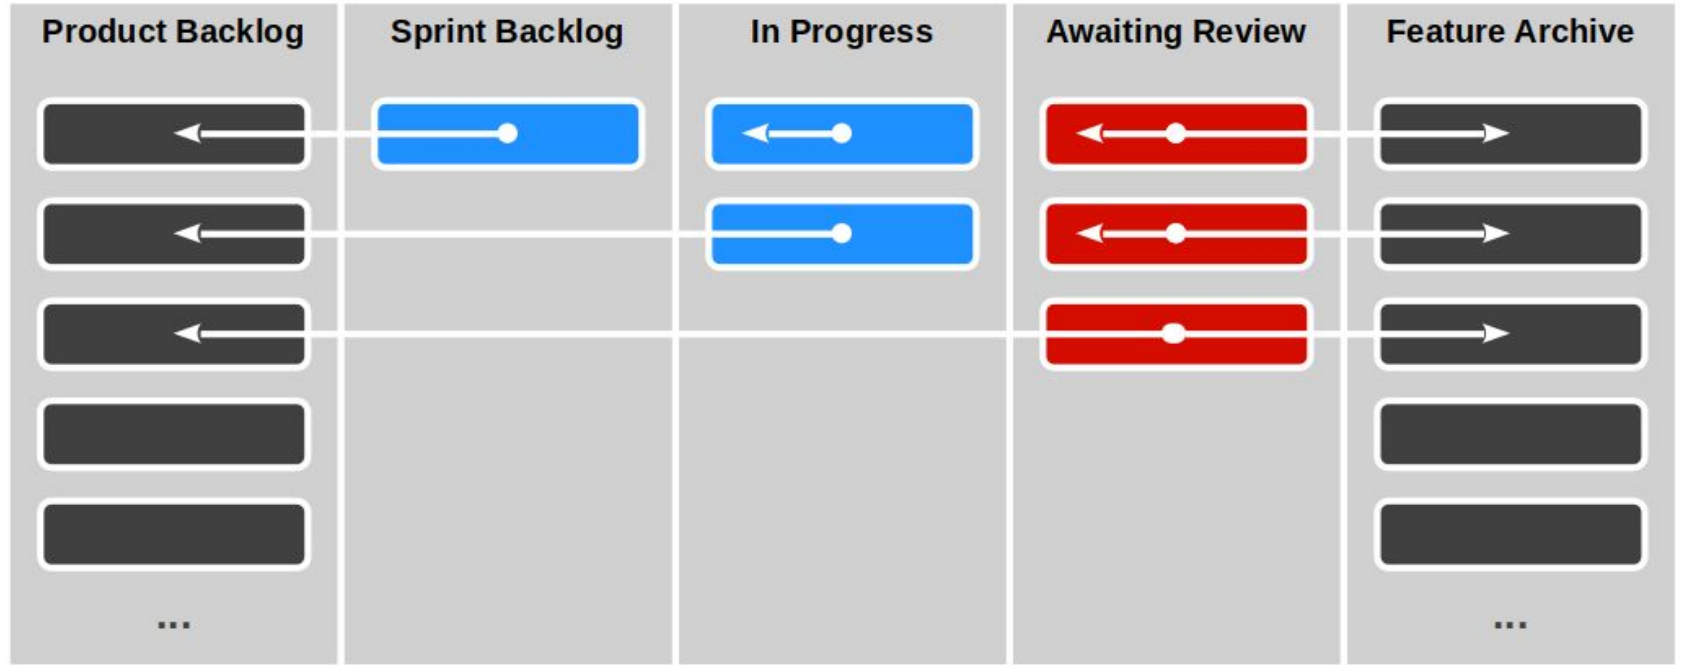 Product Backlog
Sprint Backlog
In Progress
Awaiting Review
Feature Archive
...
...